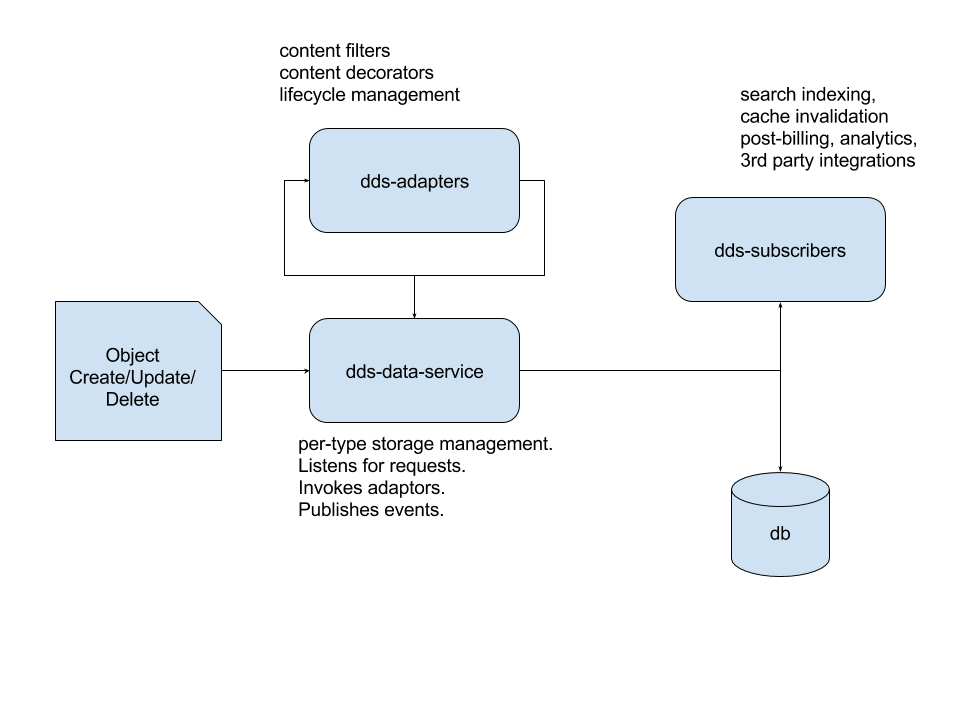 content filters
content decorators
lifecycle management
search indexing,
cache invalidation
post-billing, analytics,
3rd party integrations
dds-adapters
dds-subscribers
Object
Create/Update/
Delete
dds-data-service
per-type storage management.
Listens for requests.
Invokes adaptors.
Publishes events.
db